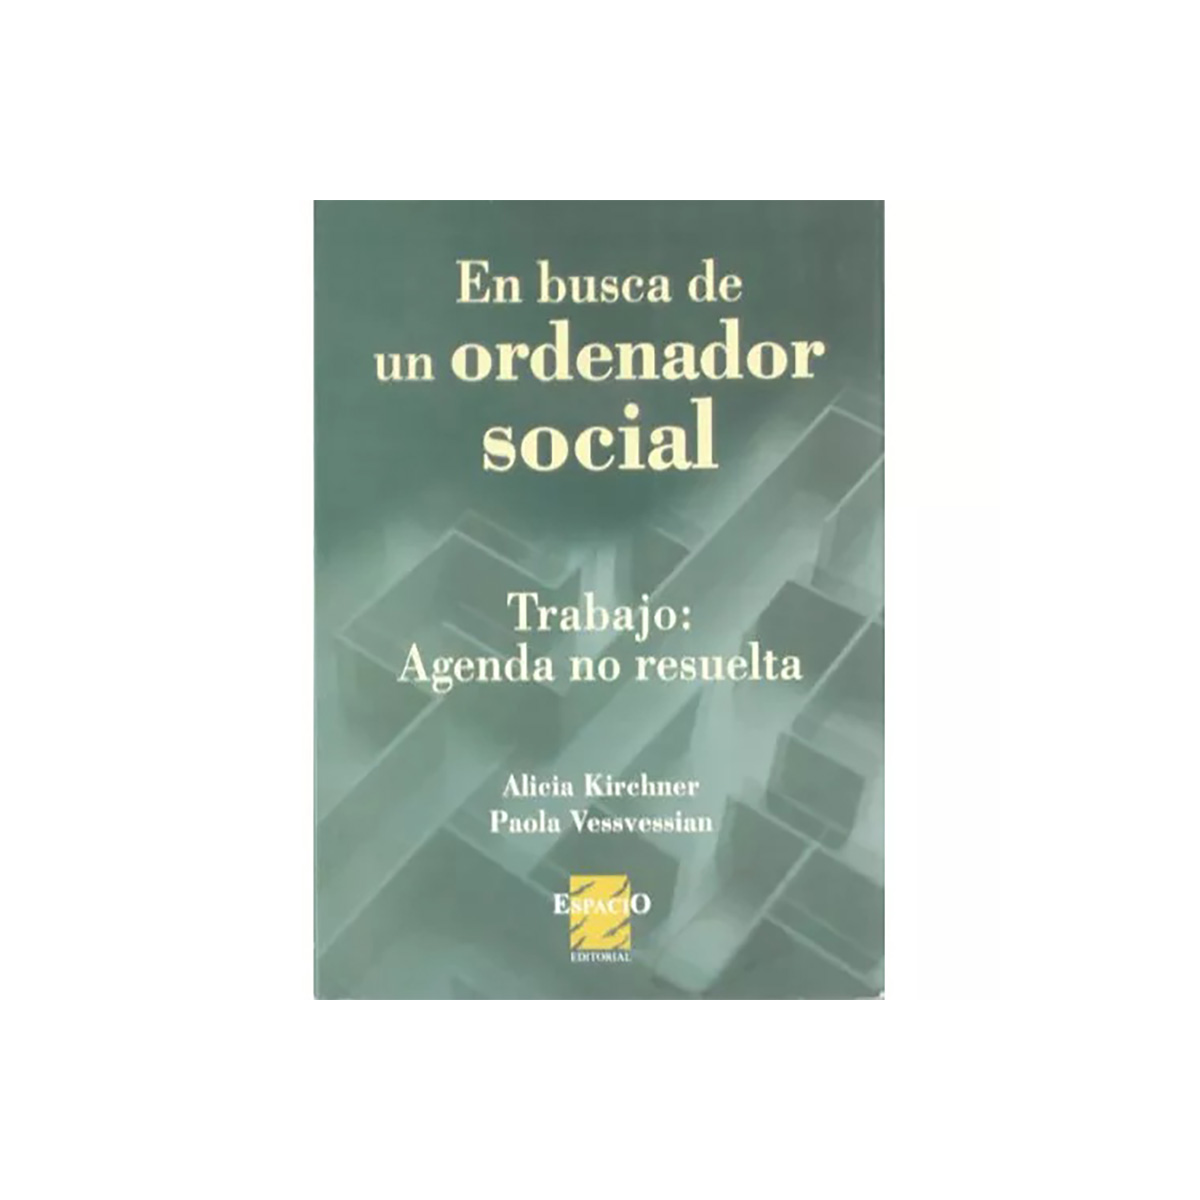 En busca de
un ordenador
social
Trabajo:
Agenda no resuelta
Alicia Kirchner
Paola Vessvessian
ESPACIO
EDITORIAL